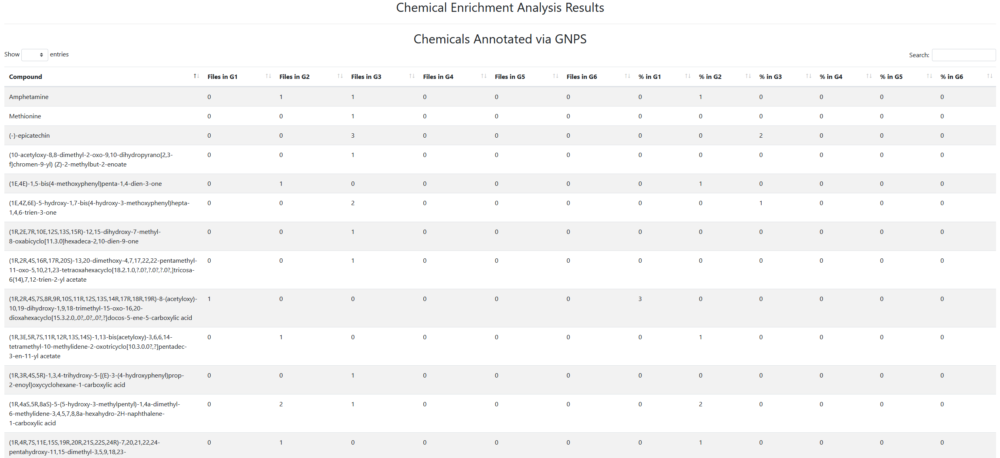 Chemical Enrichment Analysis Results
Chemicals Annotated via GNPS
Show entries Search:
Compound Files in G1 Files in G2 Files in G3 Files in G4 Files in G5 Files in G6 % in G1 % in G2 % in G3 % in G4 % in G5 % in G6
Amphetamine 0 1 1 0 0 0 0 1 0 0 0 0
Methionine 0 0 1 0 0 0 0 0 0 0 0 0
(-)-epicatechin 0 0 3 0 0 0 0 0 2 0 0 0
(10-acetyloxy-8,8-dimethyl-2-oxo-9,10-dihydropyrano[2,3- 0 0 1 0 0 0 0 0 0 0 0 0
f]chromen-9-yl) (Z)-2-methylbut-2-enoate
(1E,4E)-1,5-bis(4-methoxyphenyl)penta-1,4-dien-3-one 0 1 0 0 0 0 0 1 0 0 0 0
(1E,4Z,6E)-5-hydroxy-1,7-bis(4-hydroxy-3-methoxyphenyl)hepta- 0 0 2 0 0 0 0 0 1 0 0 0
1,4,6-trien-3-one
(1R,2E,7R,10E,12S,13S,15R)-12,15-dihydroxy-7-methyl- 0 0 1 0 0 0 0 0 0 0 0 0
8-oxabicyclo[11.3.0]hexadeca-2,10-dien-9-one
(1R,2R,4S,16R,17R,20S)-13,20-dimethoxy-4,7,17,22,22-pentamethyl- 0 0 1 0 0 0 0 0 0 0 0 0
11-oxo-5,10,21,23-tetraoxahexacyclo[18.2.1.0,?.0?,?.0?,?.0?,]tricosa-
6(14),7,12-trien-2-yl acetate
(1R,2R,4S,7S,8R,9R,10S,11R,12S,13S,14R,17R,18R,19R)-8-(acetyloxy)- 1 0 0 0 0 0 3 0 0 0 0 0
10,19-dihydroxy-1,9,18-trimethyl-15-oxo-16,20-
dioxahexacyclo[15.3.2.0,.0?,.0?,.0?,?]docos-5-ene-5-carboxylic acid
(1R,3E,5R,7S,11R,12R,13S,14S)-1,13-bis(acetyloxy)-3,6,6,14- 0 1 0 0 0 0 0 1 0 0 0 0
tetramethyl-10-methylidene-2-oxotricyclo[10.3.0.0?,?]pentadec-
3-en-11-yl acetate
(1R,3R,4S,5R)-1,3,4-trihydroxy-5-[(E)-3-(4-hydroxyphenyl)prop- 0 0 1 0 0 0 0 0 0 0 0 0
2-enoyl]oxycyclohexane-1-carboxylic acid
(1R,4aS,5R,8aS)-5-(5-hydroxy-3-methylpentyl)-1,4a-dimethyl- 0 2 1 0 0 0 0 2 0 0 0 0
6-methylidene-3,4,5,7,8,8a-hexahydro-2H-naphthalene-
1-carboxylic acid
(1R,4R,7S,11E,15S,19R,20R,21S,22S,24R)-7,20,21,22,24- 0 1 0 0 0 0 0 1 0 0 0 0
pentahydroxy-11,15-dimethyl-3,5,9,18,23-